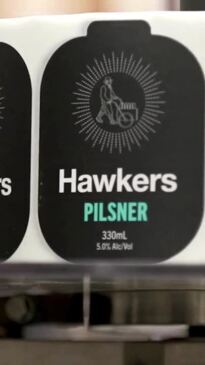 Hawkers
PILSNER
330mL
5.0% Alc/Vol